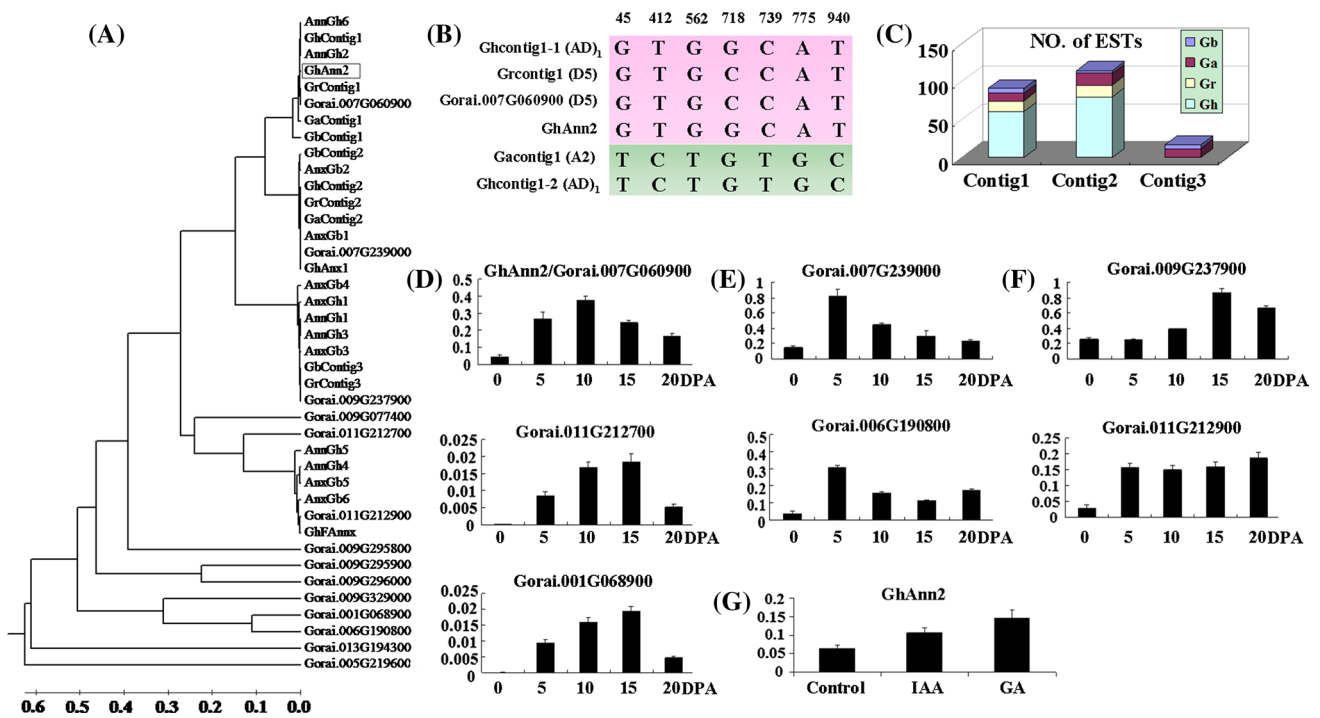 (A)
AnnGh6
GhContig1
AnnGh2
GhAnn2
GrContig1
Gorai.007G060900
GaContig1
GbContig1
GbContig2
AnxGb2
GhContig2
GrContig2
GaContig2
AnxGb1
Gorai.007G239000
GhAnx1
AnxGb4
AnxGh1
AnnGh1
AnnGh3
AnxGb3
GbContig3
GrContig3
Gorai.009G237900
Gorai.009G077400
Gorai.011G212700
AnnGh5
AnnGh4
AnxGb5
AnxGb6
Gorai.011G212900
GhFAnnx
Gorai.009G295800
Gorai.009G295900
Gorai.009G296000
Gorai.009G329000
Gorai.001G068900
Gorai.006G190800
Gorai.013G194300
Gorai.005G219600
0.6 0.5 0.4 0.3 0.2 0.1 0.0
(B)
45 412 562 718 739 775 940
Ghcontig1-1 (AD)1 G T G G C A T
Grcontig1 (D5) G T G C C A T
Gorai.007G060900 (D5) G T G C C A T
GhAnn2 G T G G C A T
Gacontig1 (A2) T C T G T G C
Ghcontig1-2 (AD)1 T C T G T G C
(C)
NO. of ESTs
150
100
50
0
Contig1 Contig2 Contig3
Gb
Ga
Gr
Gh
(D)
GhAnn2/Gorai.007G060900
0.5
0.4
0.3
0.2
0.1
0
0 5 10 15 20DPA
(E)
Gorai.007G239000
1
0.8
0.6
0.4
0.2
0
0 5 10 15 20DPA
(F)
Gorai.009G237900
1
0.8
0.6
0.4
0.2
0
0 5 10 15 20DPA
Gorai.011G212700
0.025
0.02
0.015
0.01
0.005
0
0 5 10 15 20DPA
Gorai.006G190800
0.5
0.4
0.3
0.2
0.1
0
0 5 10 15 20DPA
Gorai.011G212900
0.25
0.2
0.15
0.1
0.05
0
0 5 10 15 20DPA
Gorai.001G068900
0.025
0.02
0.015
0.01
0.005
0
0 5 10 15 20DPA
(G)
GhAnn2
0.2
0.15
0.1
0.05
0
Control IAA GA